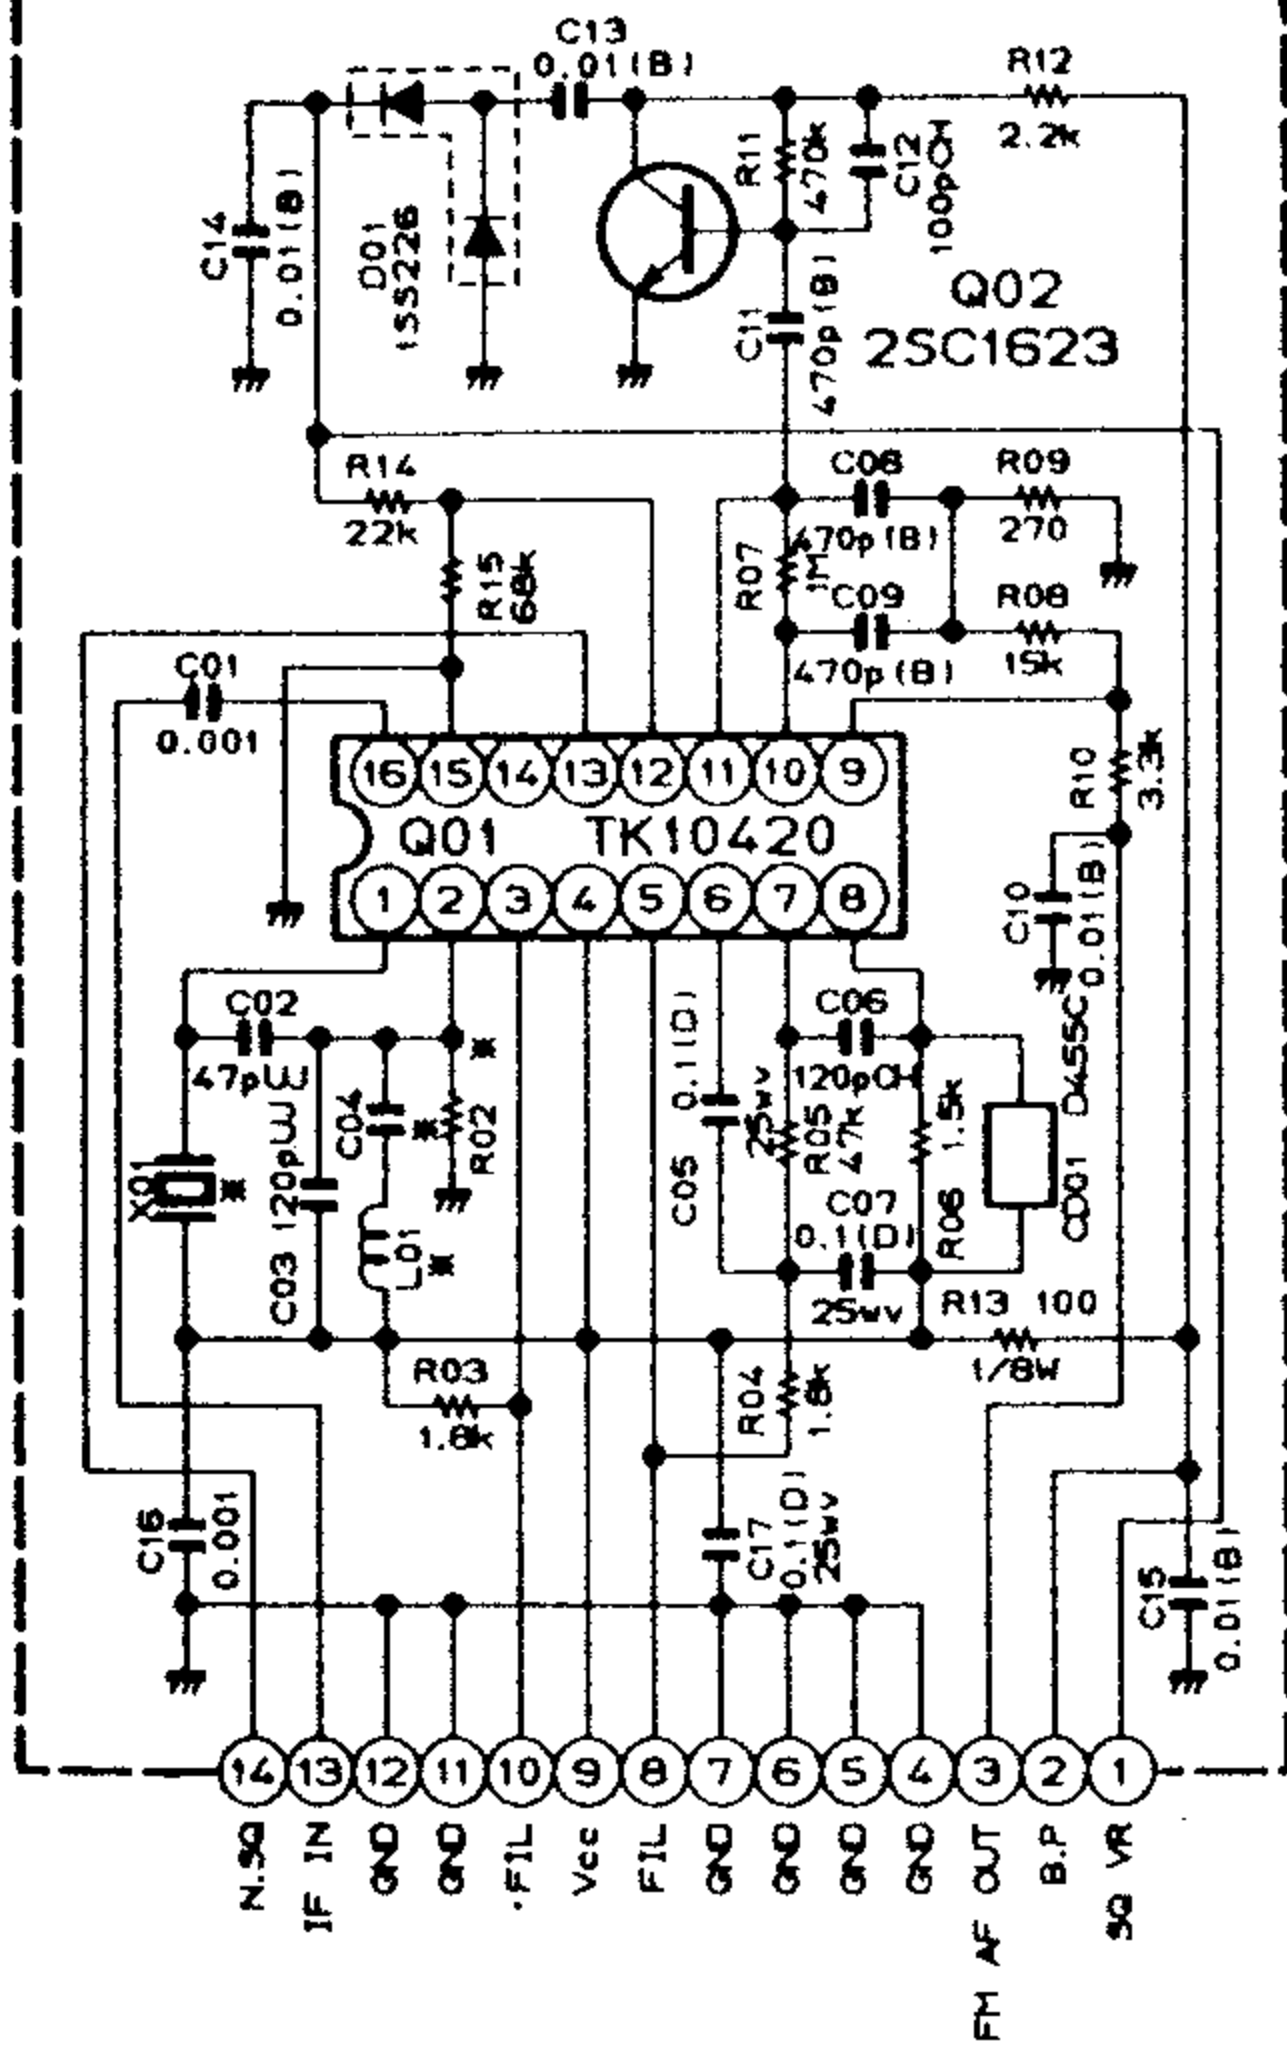 C13
0.01(B)
R12
2.2k
R11
470k
C12
100pCH
C14
0.01(B)
D01
1SS226
Q02
2SC1623
C11
470p(B)
R14
22k
C08
470p(B)
R09
270
R15
68k
R07
1M
C09
470p(B)
R08
15k
C01
0.001
R10
3.3k
16
15
14
13
12
11
10
9
Q01
TK10420
1
2
3
4
5
6
7
8
C10
0.01(B)
C02
47pUJ
C03 120pUJ
C04
※
※
R02
X01
※
L01
※
C05
0.1(D)
25wv
C06
120pCH
R05
47k
C07
0.1(D)
25wv
R06
1.5k
CD01 D455C
R13 100
1/8W
R03
1.8k
R04
1.8k
C16
0.001
C17
0.1(D)
25wv
C15
0.01(B)
14
13
12
11
10
9
8
7
6
5
4
3
2
1
N.SQ
IF IN
GND
GND
FIL
Vcc
FIL
GND
GND
GND
GND
FM AF OUT
B.P
SQ VR